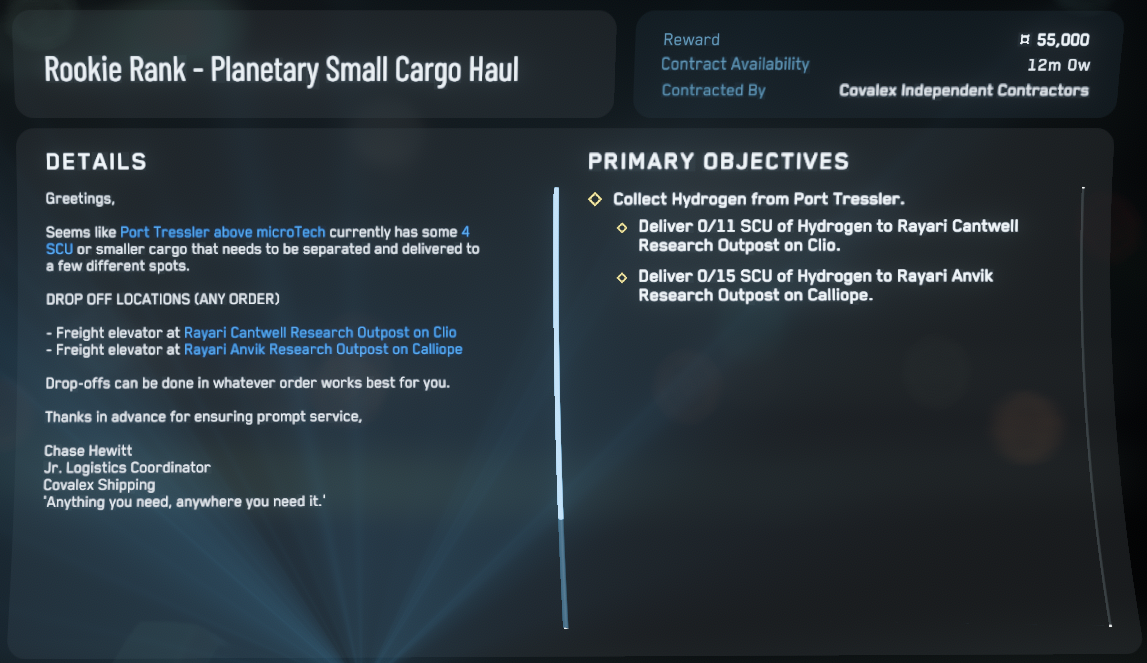 Rookie Rank - Planetary Small Cargo Haul
Reward
¤ 55,000
Contract Availability
12m 0w
Contracted By
Covalex Independent Contractors
DETAILS
Greetings,
Seems like Port Tressler above microTech currently has some 4
SCU or smaller cargo that needs to be separated and delivered to
a few different spots.
DROP OFF LOCATIONS (ANY ORDER)
- Freight elevator at Rayari Cantwell Research Outpost on Clio
- Freight elevator at Rayari Anvik Research Outpost on Calliope
Drop-offs can be done in whatever order works best for you.
Thanks in advance for ensuring prompt service,
Chase Hewitt
Jr. Logistics Coordinator
Covalex Shipping
'Anything you need, anywhere you need it.'
PRIMARY OBJECTIVES
Collect Hydrogen from Port Tressler.
Deliver 0/11 SCU of Hydrogen to Rayari Cantwell
Research Outpost on Clio.
Deliver 0/15 SCU of Hydrogen to Rayari Anvik
Research Outpost on Calliope.